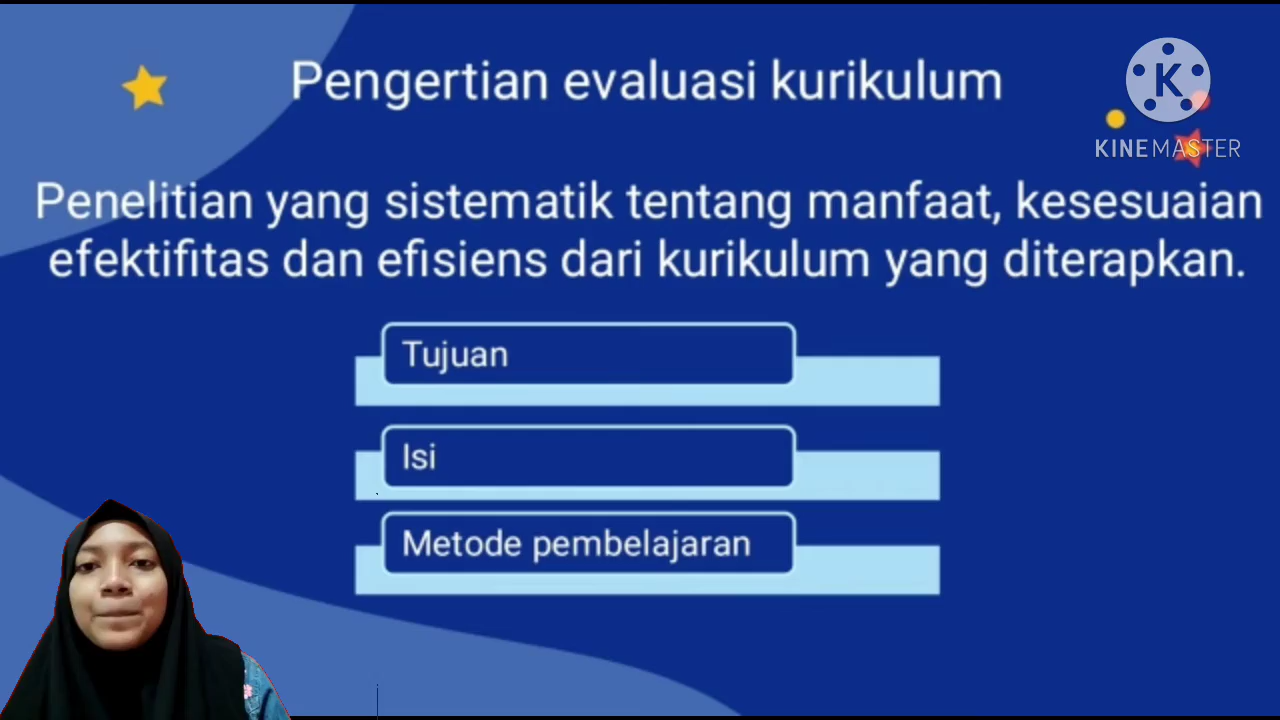 Pengertian evaluasi kurikulum
K
KINEMASTER
Penelitian yang sistematik tentang manfaat, kesesuaian
efektifitas dan efisiens dari kurikulum yang diterapkan.
Tujuan
Isi
Metode pembelajaran